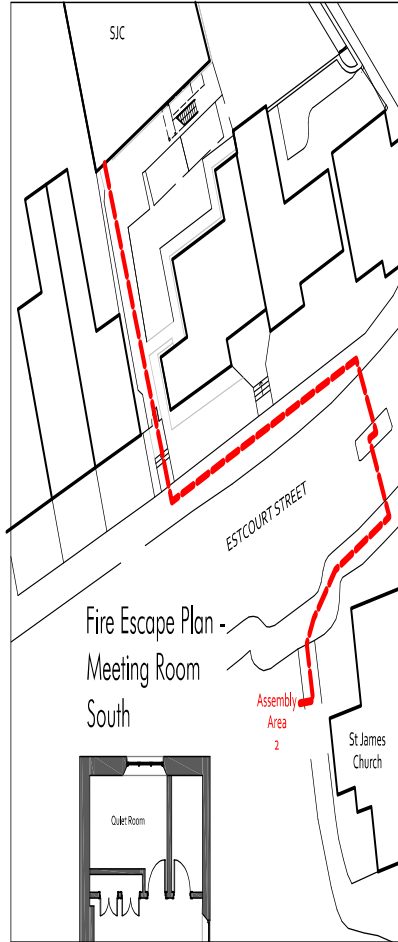 SJC
ESTCOURT STREET
Fire Escape Plan -
Meeting Room
South
Assembly
Area
2
St James
Church
Quiet Room